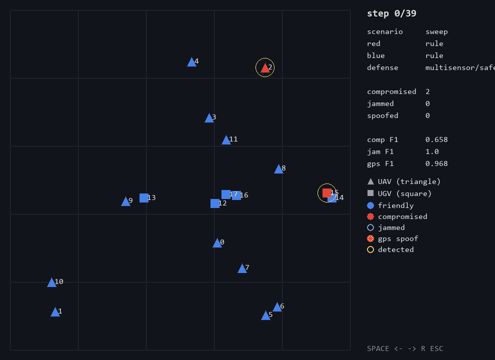 step 0/39
scenario sweep
red rule
blue rule
defense multisensor/safe
compromised 2
jammed 0
spoofed 0
comp F1 0.658
jam F1 1.0
gps F1 0.968
UAV (triangle)
UGV (square)
friendly
compromised
jammed
gps spoof
detected
SPACE <- -> R ESC
4
2
3
11
8
9
13
17
16
12
15
14
0
7
10
1
6
5